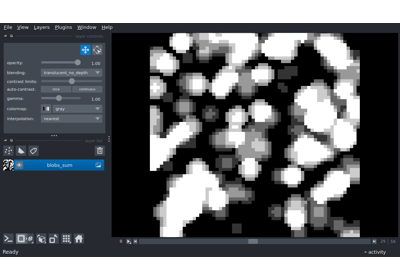 File View Layers Plugins Window Help
opacity: 1.00
blending: translucent_no_depth
contrast limits:
auto-contrast: once continuous
gamma: 1.00
colormap: gray
interpolation: nearest
blobs_sum
Ready
activity